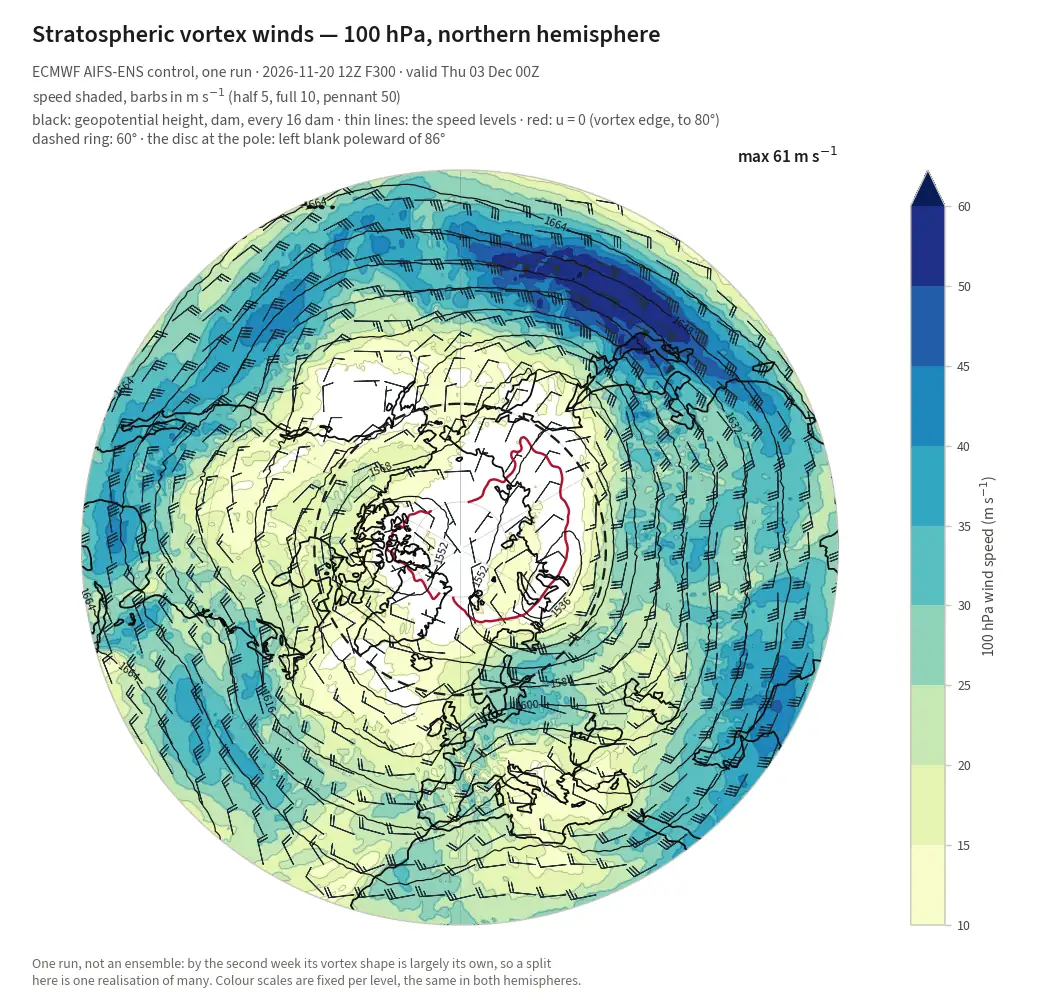 Stratospheric vortex winds — 100 hPa, northern hemisphere
ECMWF AIFS-ENS control, one run · 2026-11-20 12Z F300 · valid Thu 03 Dec 00Z
speed shaded, barbs in m s⁻¹ (half 5, full 10, pennant 50)
black: geopotential height, dam, every 16 dam · thin lines: the speed levels · red: u = 0 (vortex edge, to 80°)
dashed ring: 60° · the disc at the pole: left blank poleward of 86°
max 61 m s⁻¹
1664
1664
60
50
1648
45
1664
1632
40
1568
100 hPa wind speed (m s⁻¹)
35
1552
1552
1536
30
1664
25
1664
158
1616
1600
20
15
10
One run, not an ensemble: by the second week its vortex shape is largely its own, so a split
here is one realisation of many. Colour scales are fixed per level, the same in both hemispheres.